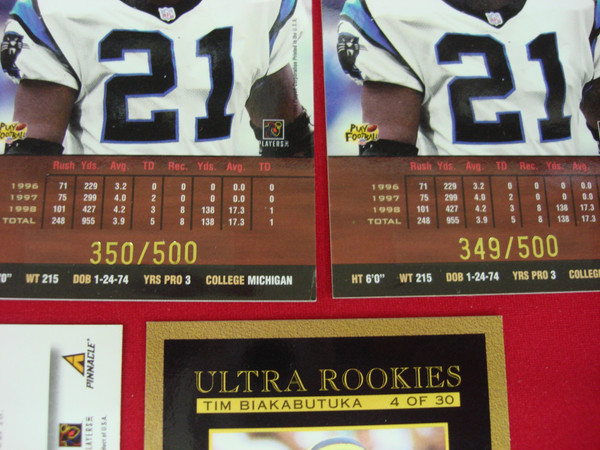 21
PLAY FOOTBALL
PLAYERS
Rush Yds. Avg. TD Rec. Yds. Avg. TD
1996 71 229 3.2 0 0 0 0.0 0
1997 75 299 4.0 2 0 0 0.0 0
1998 101 427 4.2 3 8 138 17.3 1
TOTAL 248 955 3.9 5 8 138 17.3 1
350/500
'0" WT 215 DOB 1-24-74 YRS PRO 3 COLLEGE MICHIGAN
21
PLAY FOOTBALL
Rush Yds. Avg. TD Rec. Yds. Avg.
1996 71 229 3.2 0 0 0 0.0
1997 75 299 4.0 2 0 0 0.0
1998 101 427 4.2 3 8 138 17.3
TOTAL 248 955 3.9 5 8 138 17.3
349/500
HT 6'0" WT 215 DOB 1-24-74 YRS PRO 3 COLLE
PINNACLE
PLAYERS
ULTRA ROOKIES
TIM BIAKABUTUKA 4 OF 30